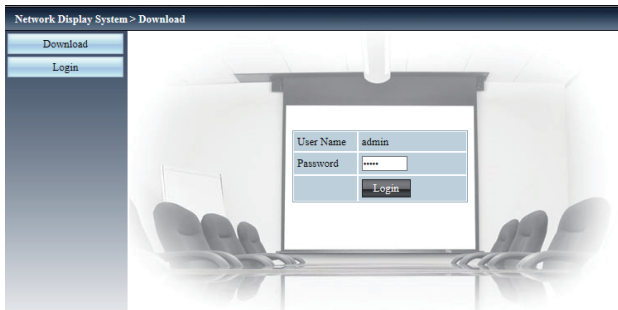 Network Display System > Download
Download
Login
User Name admin
Password •••••
Login